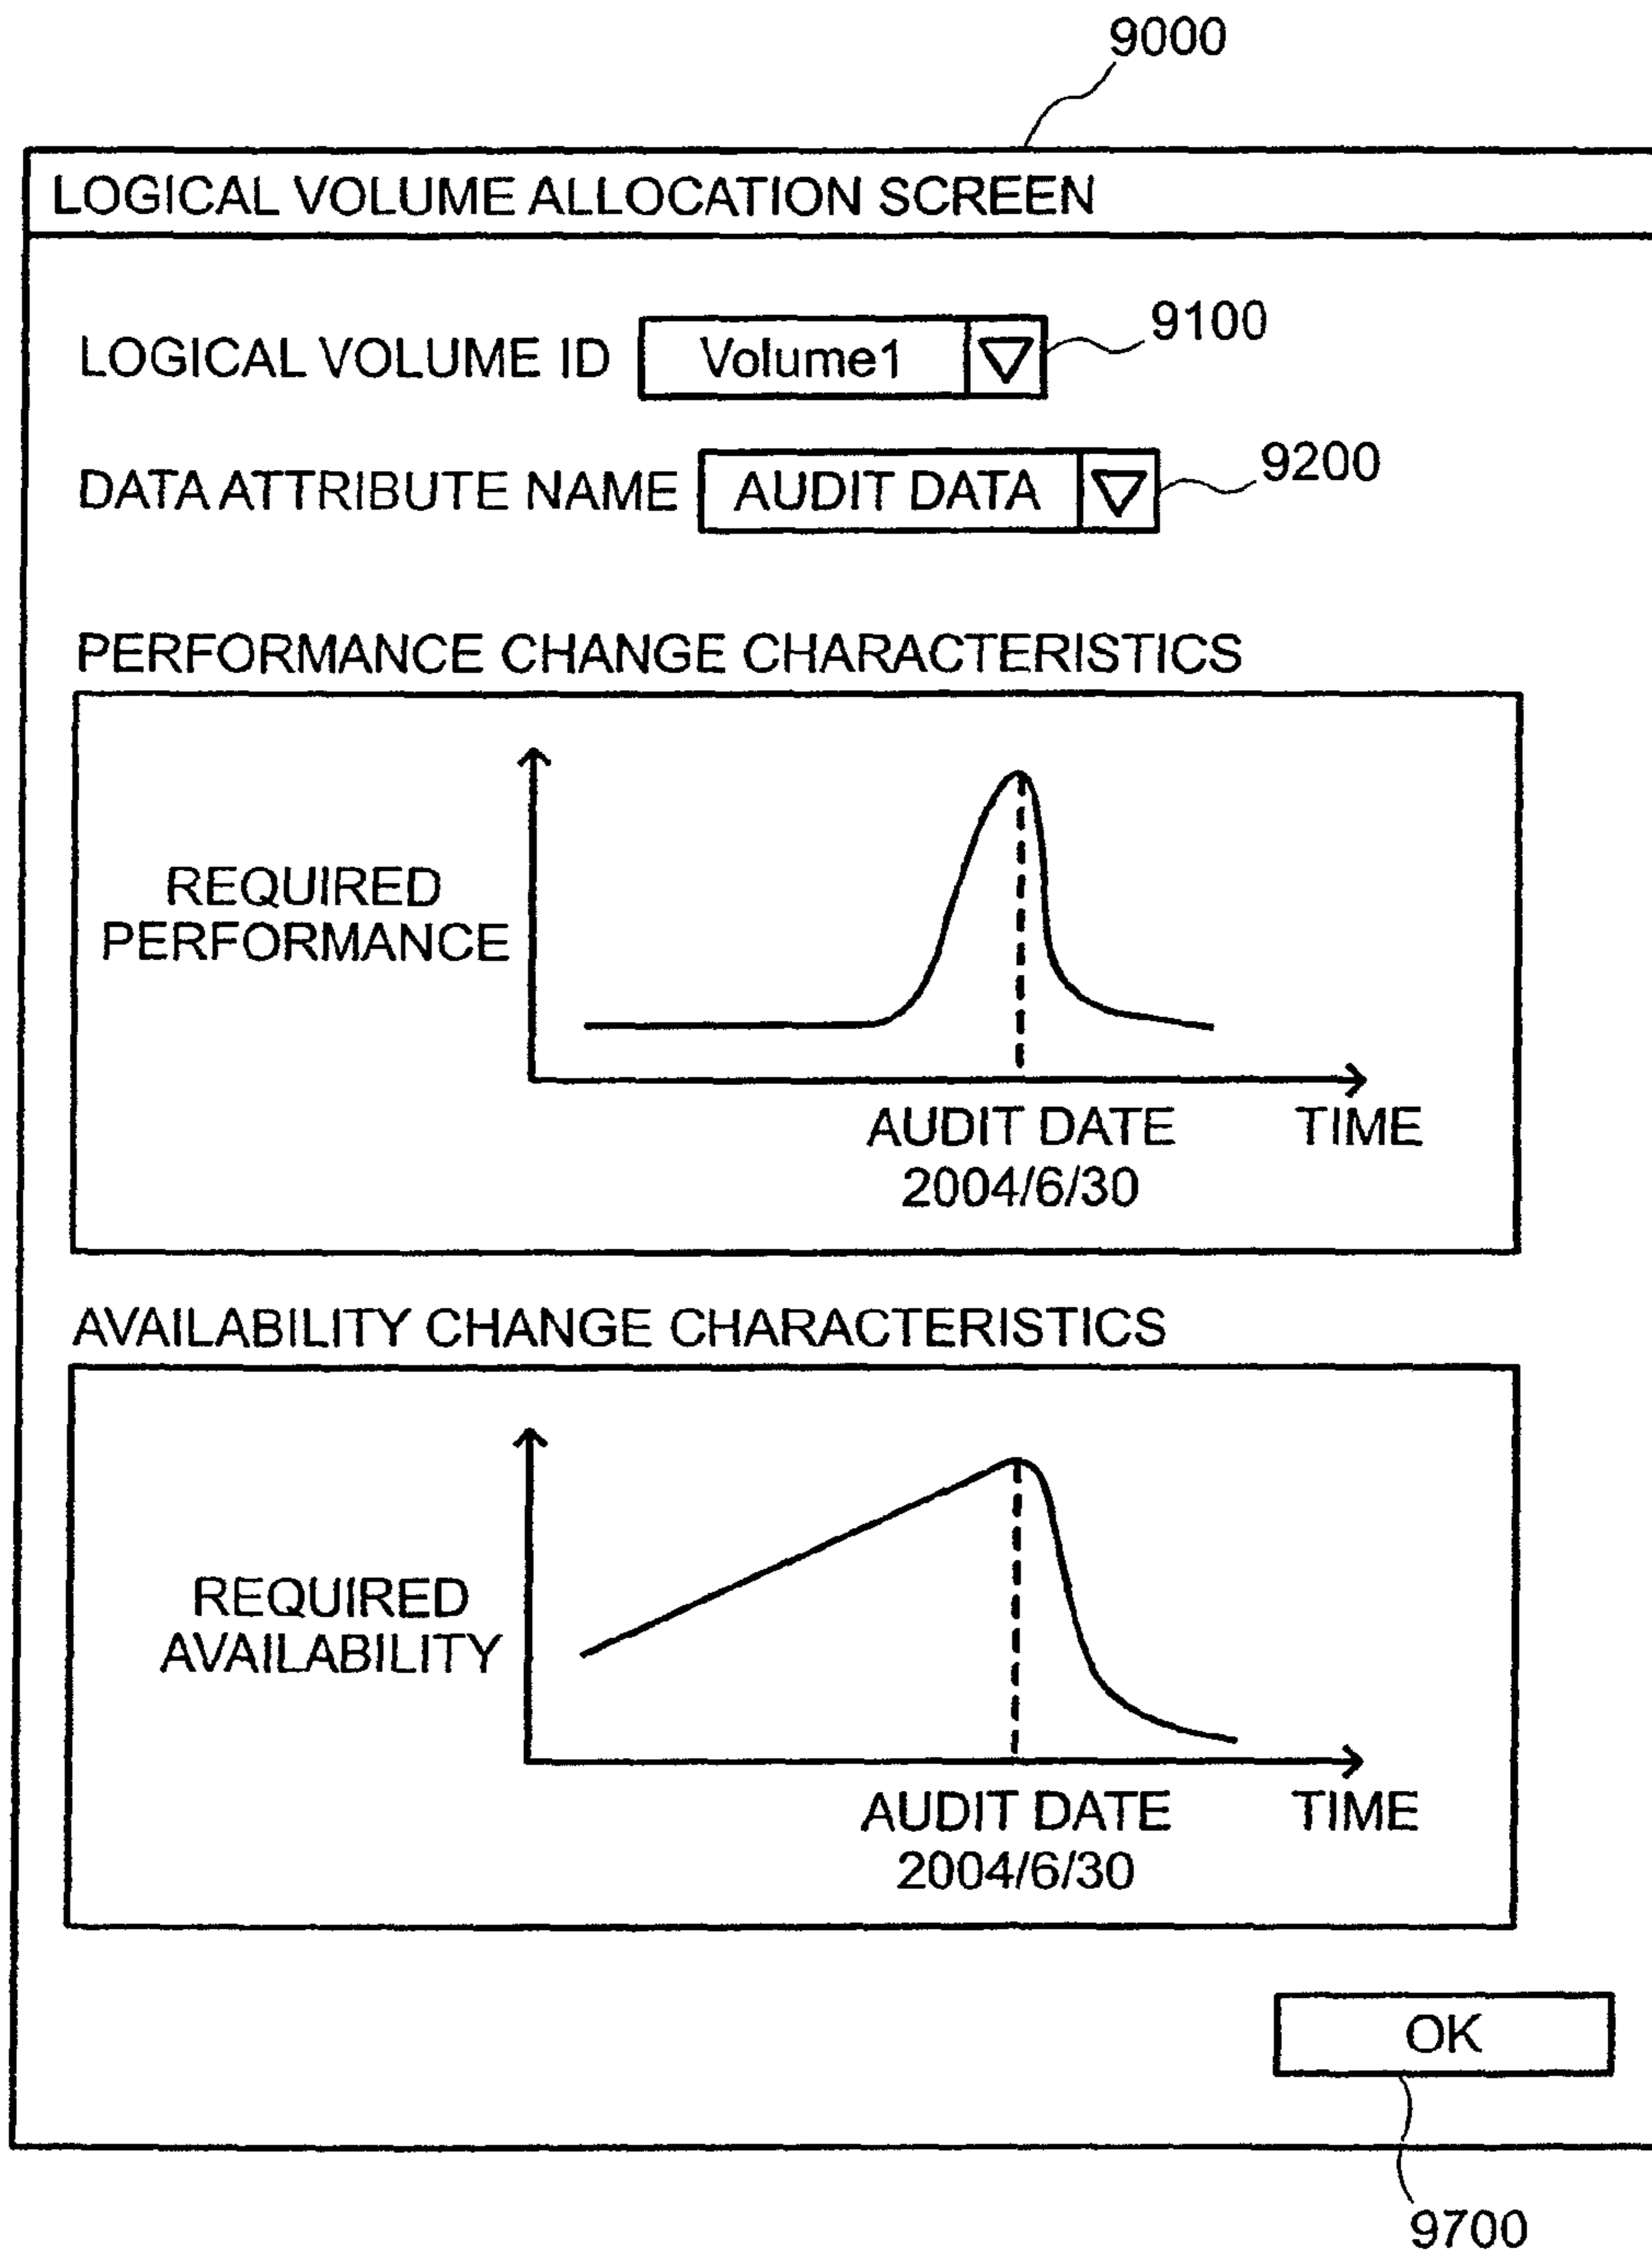 9000
LOGICAL VOLUME ALLOCATION SCREEN
LOGICAL VOLUME ID Volume1 9100
DATA ATTRIBUTE NAME AUDIT DATA 9200
PERFORMANCE CHANGE CHARACTERISTICS
REQUIRED
PERFORMANCE
AUDIT DATE TIME
2004/6/30
AVAILABILITY CHANGE CHARACTERISTICS
REQUIRED
AVAILABILITY
AUDIT DATE TIME
2004/6/30
OK
9700